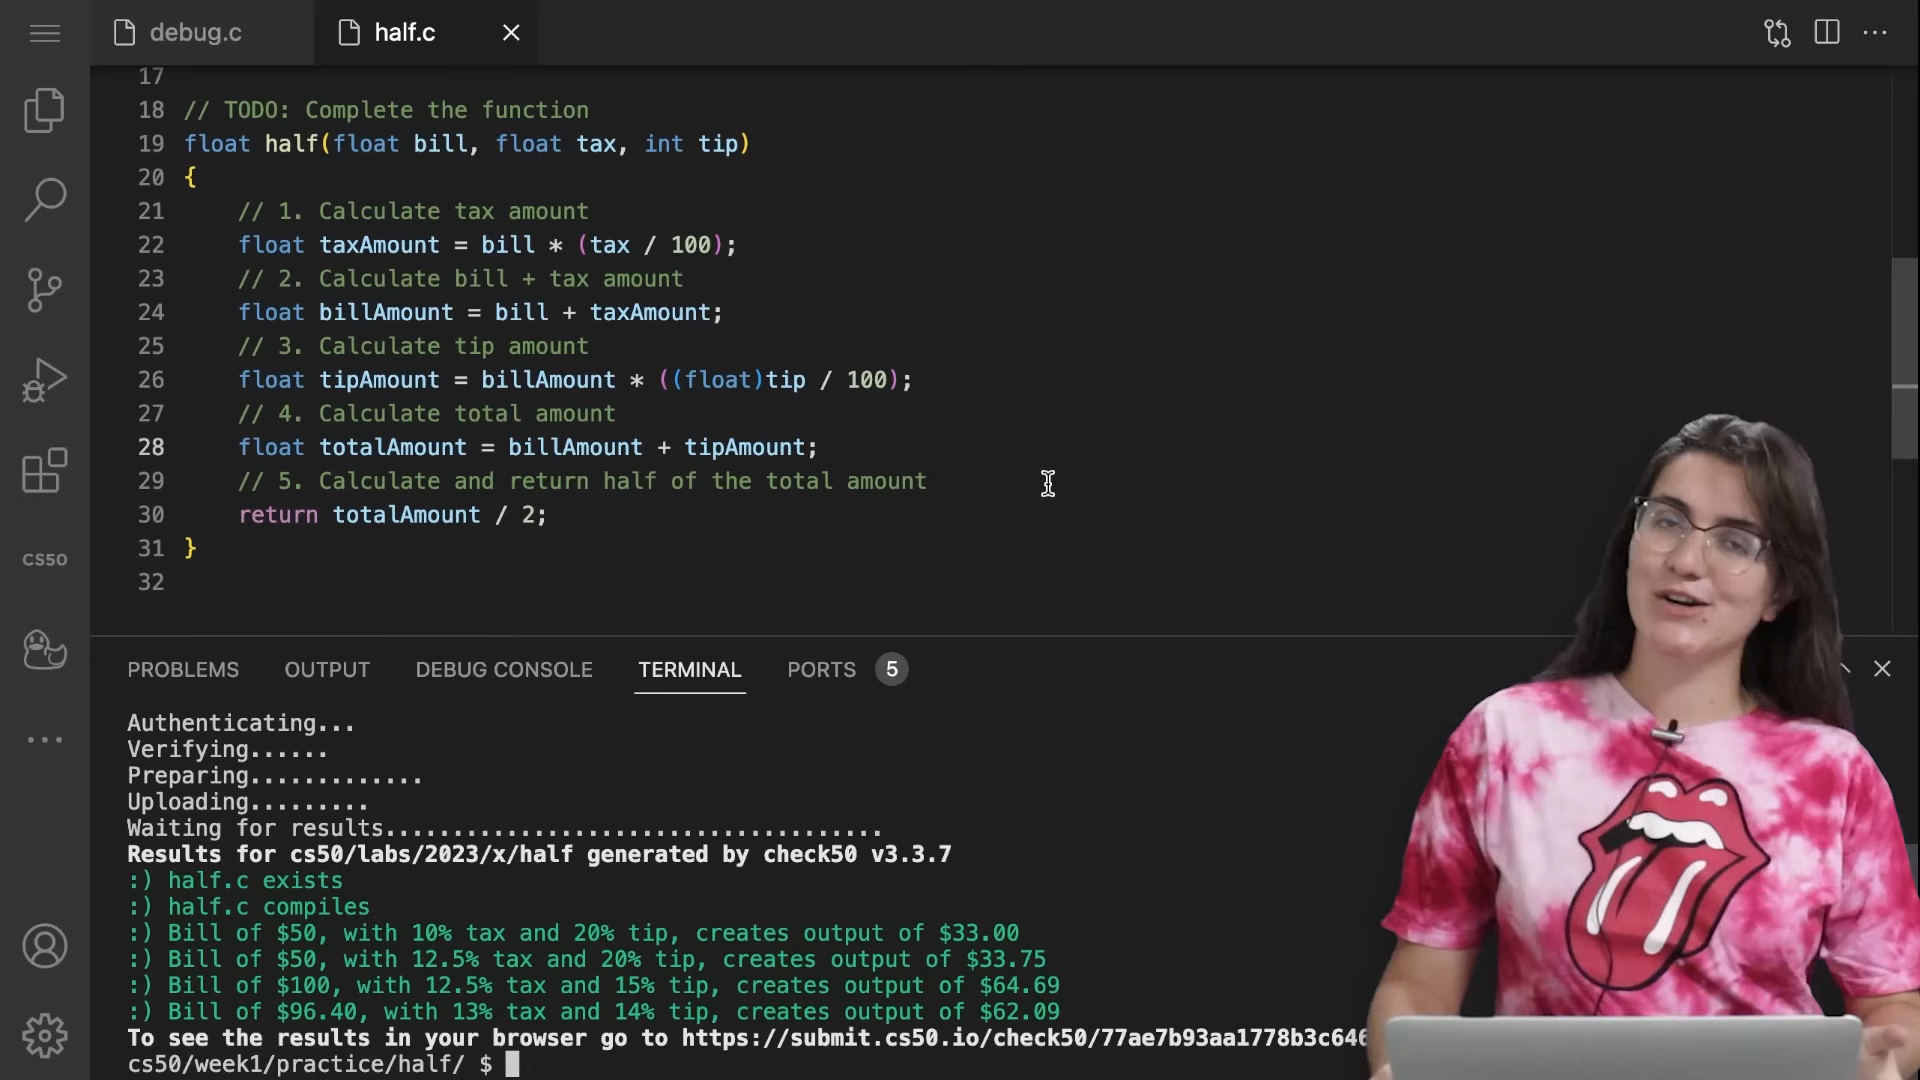 debug.c
half.c
17
18 // TODO: Complete the function
19 float half(float bill, float tax, int tip)
20 {
21 // 1. Calculate tax amount
22 float taxAmount = bill * (tax / 100);
23 // 2. Calculate bill + tax amount
24 float billAmount = bill + taxAmount;
25 // 3. Calculate tip amount
26 float tipAmount = billAmount * ((float)tip / 100);
27 // 4. Calculate total amount
28 float totalAmount = billAmount + tipAmount;
29 // 5. Calculate and return half of the total amount
30 return totalAmount / 2;
31 }
32
CS50
PROBLEMS OUTPUT DEBUG CONSOLE TERMINAL PORTS 5
Authenticating...
Verifying......
Preparing.............
Uploading.........
Waiting for results.....................................
Results for cs50/labs/2023/x/half generated by check50 v3.3.7
:) half.c exists
:) half.c compiles
:) Bill of $50, with 10% tax and 20% tip, creates output of $33.00
:) Bill of $50, with 12.5% tax and 20% tip, creates output of $33.75
:) Bill of $100, with 12.5% tax and 15% tip, creates output of $64.69
:) Bill of $96.40, with 13% tax and 14% tip, creates output of $62.09
To see the results in your browser go to https://submit.cs50.io/check50/77ae7b93aa1778b3c646
cs50/week1/practice/half/ $